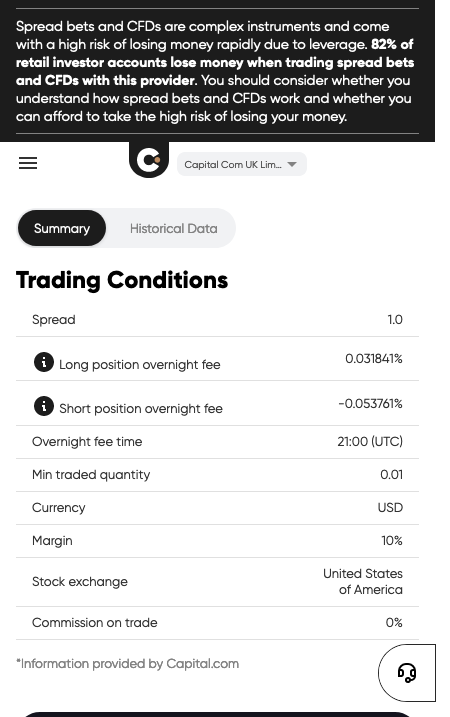 Spread bets and CFDs are complex instruments and come
with a high risk of losing money rapidly due to leverage. 82% of
retail investor accounts lose money when trading spread bets
and CFDs with this provider. You should consider whether you
understand how spread bets and CFDs work and whether you
can afford to take the high risk of losing your money.
Capital Com UK Lim...
Summary
Historical Data
Trading Conditions
Spread 1.0
Long position overnight fee 0.031841%
Short position overnight fee -0.053761%
Overnight fee time 21:00 (UTC)
Min traded quantity 0.01
Currency USD
Margin 10%
Stock exchange United States
of America
Commission on trade 0%
*Information provided by Capital.com